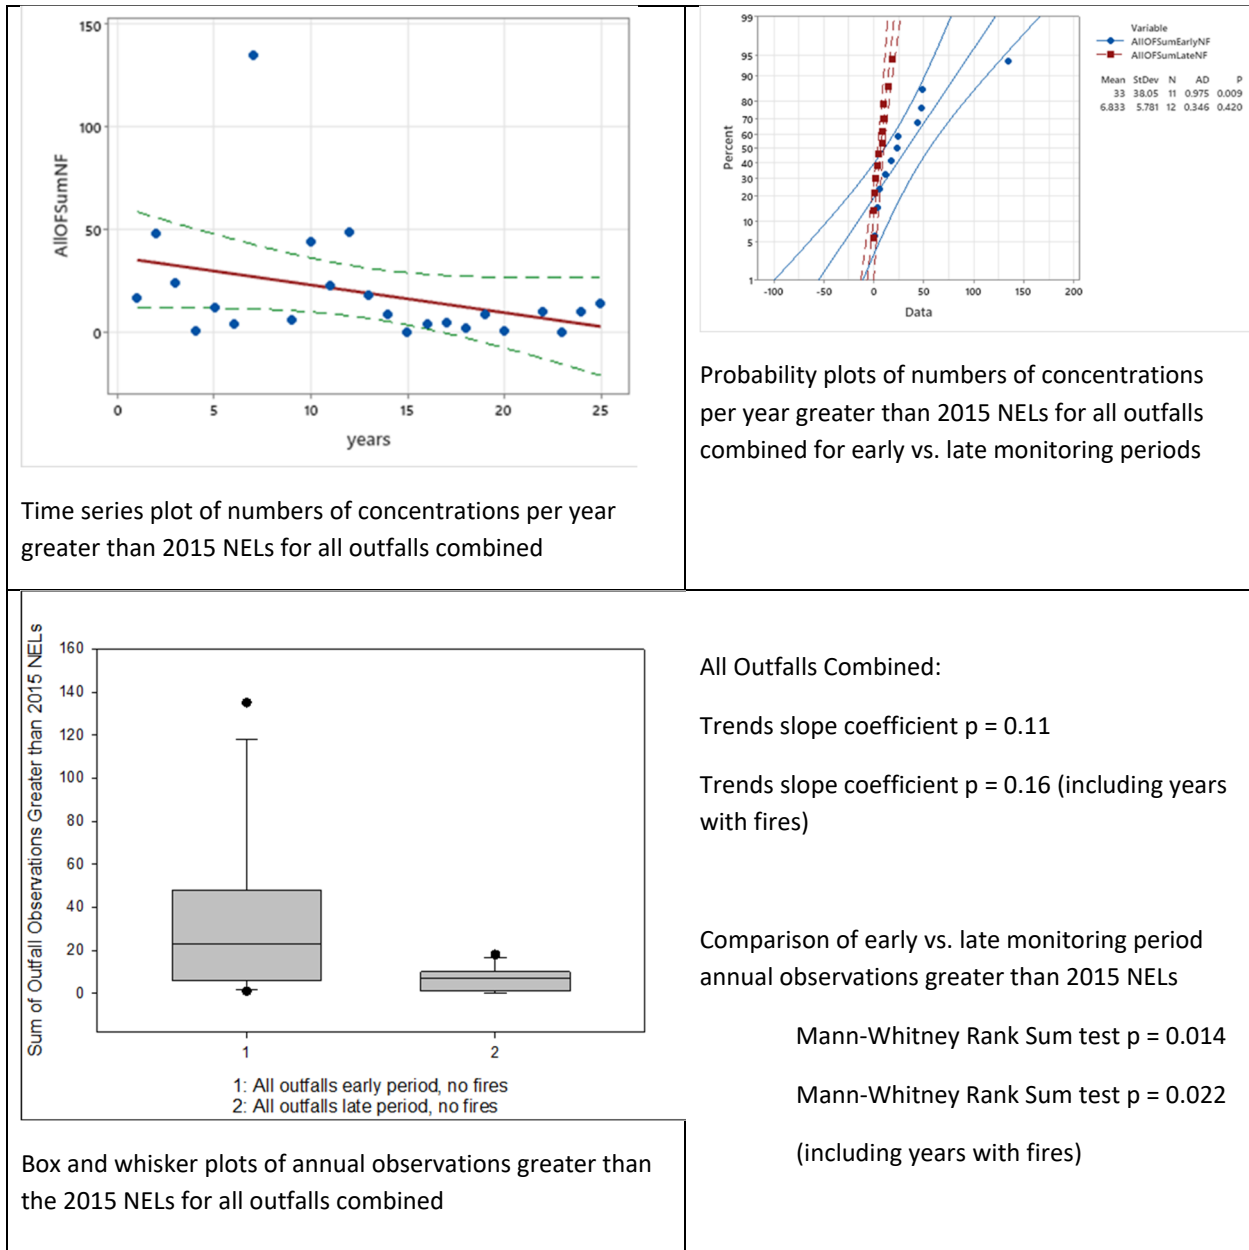 150
100
50
0
AllOFSumNF
0 5 10 15 20 25
years
Time series plot of numbers of concentrations per year
greater than 2015 NELs for all outfalls combined
99
95
90
80
70
60
50
40
30
20
10
5
1
Percent
-100 -50 0 50 100 150 200
Data
Variable
AllOFSumEarlyNF
AllOFSumLateNF
Mean StDev N AD P
33 38.05 11 0.975 0.009
6.833 5.781 12 0.346 0.420
Probability plots of numbers of concentrations
per year greater than 2015 NELs for all outfalls
combined for early vs. late monitoring periods
Sum of Outfall Observations Greater than 2015 NELs
160
140
120
100
80
60
40
20
0
1 2
1: All outfalls early period, no fires
2: All outfalls late period, no fires
Box and whisker plots of annual observations greater than
the 2015 NELs for all outfalls combined
All Outfalls Combined:
Trends slope coefficient p = 0.11
Trends slope coefficient p = 0.16 (including years
with fires)
Comparison of early vs. late monitoring period
annual observations greater than 2015 NELs
Mann-Whitney Rank Sum test p = 0.014
Mann-Whitney Rank Sum test p = 0.022
(including years with fires)